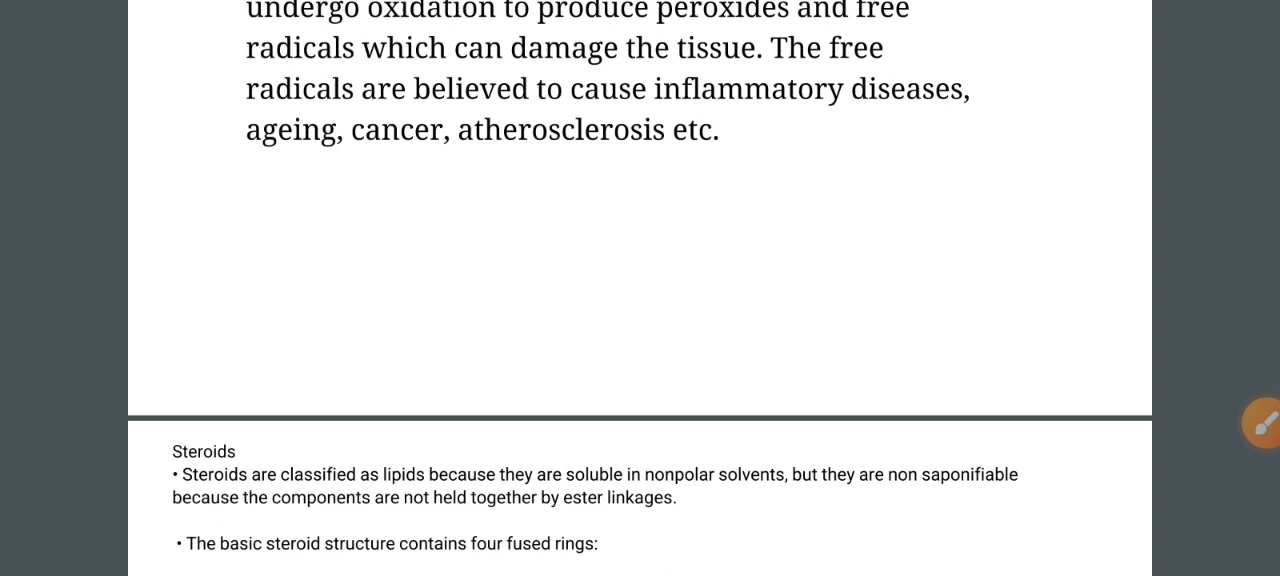 undergo oxidation to produce peroxides and free
radicals which can damage the tissue. The free
radicals are believed to cause inflammatory diseases,
ageing, cancer, atherosclerosis etc.
Steroids
• Steroids are classified as lipids because they are soluble in nonpolar solvents, but they are non saponifiable
because the components are not held together by ester linkages.
• The basic steroid structure contains four fused rings: